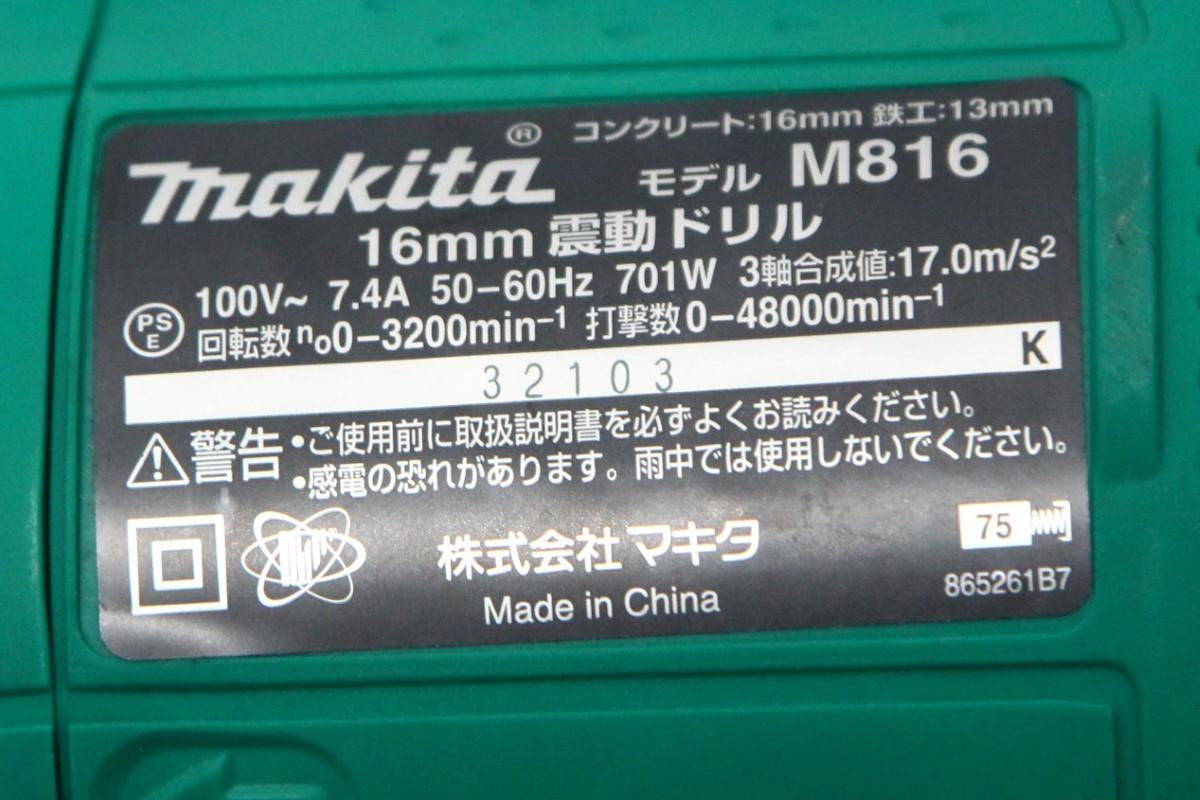 コンクリート:16mm 鉄工:13mm
makita® モデル M816
16mm 震動ドリル
PSE 100V~ 7.4A 50-60Hz 701W 3軸合成値:17.0m/s²
回転数 n₀0-3200min⁻¹ 打撃数0-48000min⁻¹
32103 K
警告 •ご使用前に取扱説明書を必ずよくお読みください。
•感電の恐れがあります。雨中では使用しないでください。
75
株式会社 マキタ
865261B7
Made in China